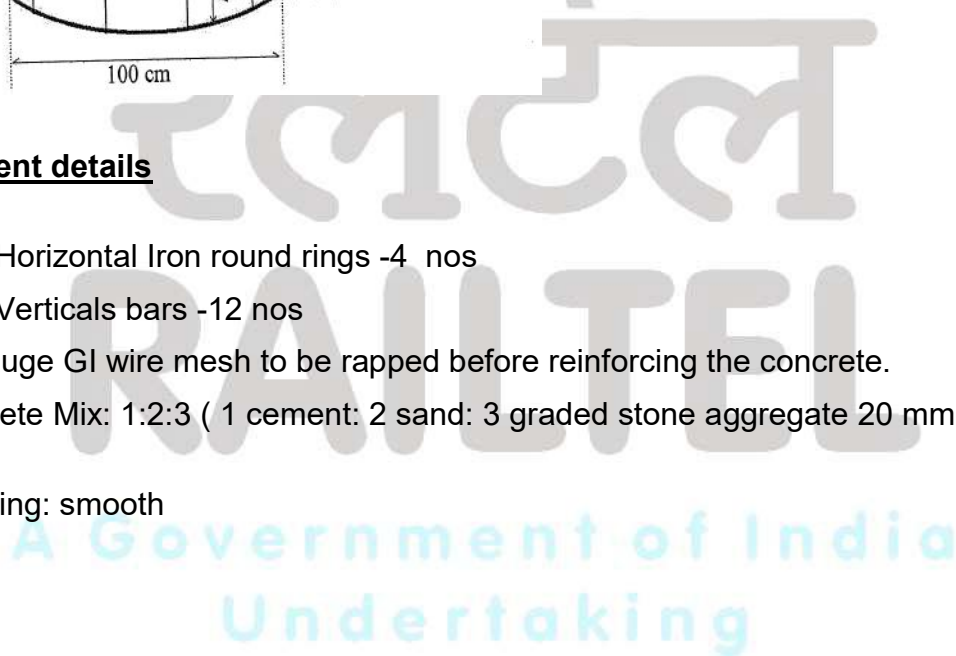 100 cm
रेलटेल
ent details
Horizontal Iron round rings -4 nos
Verticals bars -12 nos
uge GI wire mesh to be rapped before reinforcing the concrete.
RAILTEL
ete Mix: 1:2:3 ( 1 cement: 2 sand: 3 graded stone aggregate 20 mm
ing: smooth
A Government of India
Undertaking